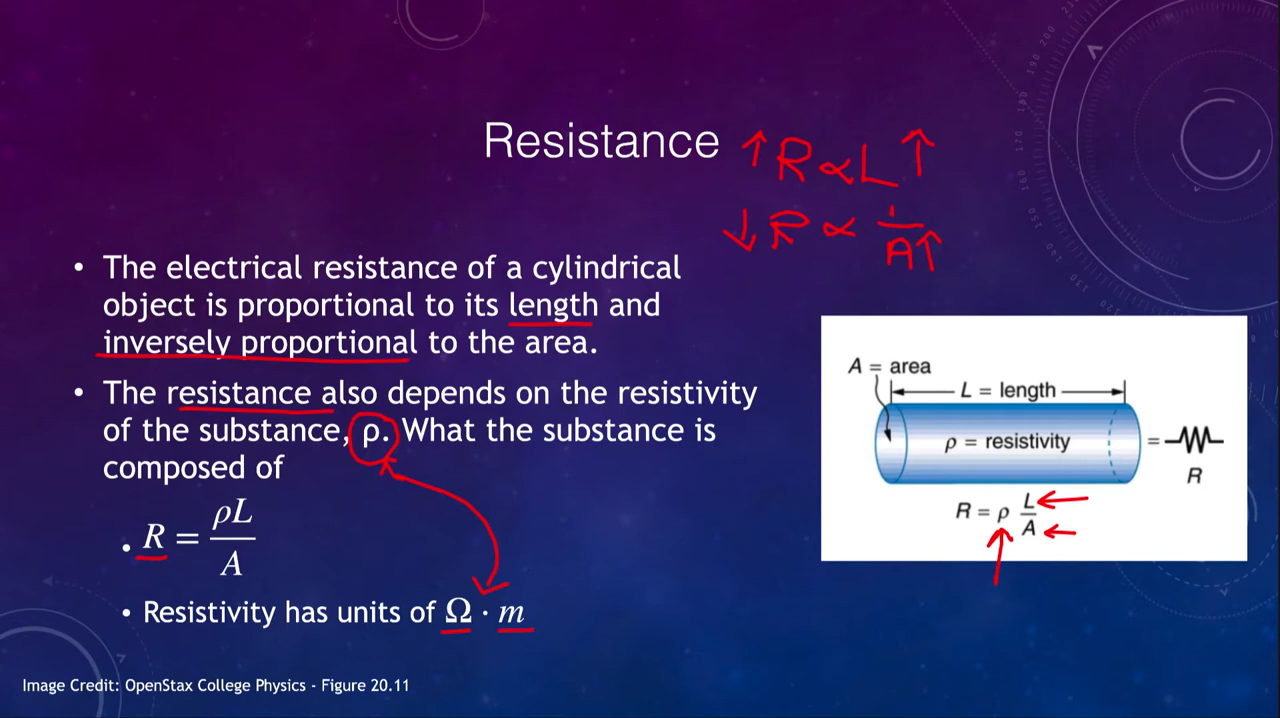 Resistance
↑R∝L↑
↓R∝1/A↑
• The electrical resistance of a cylindrical
object is proportional to its length and
inversely proportional to the area.
• The resistance also depends on the resistivity
of the substance, ρ. What the substance is
composed of
• R = ρL/A
• Resistivity has units of Ω · m
A = area
L = length
ρ = resistivity
=
R
R = ρ L/A
Image Credit: OpenStax College Physics - Figure 20.11